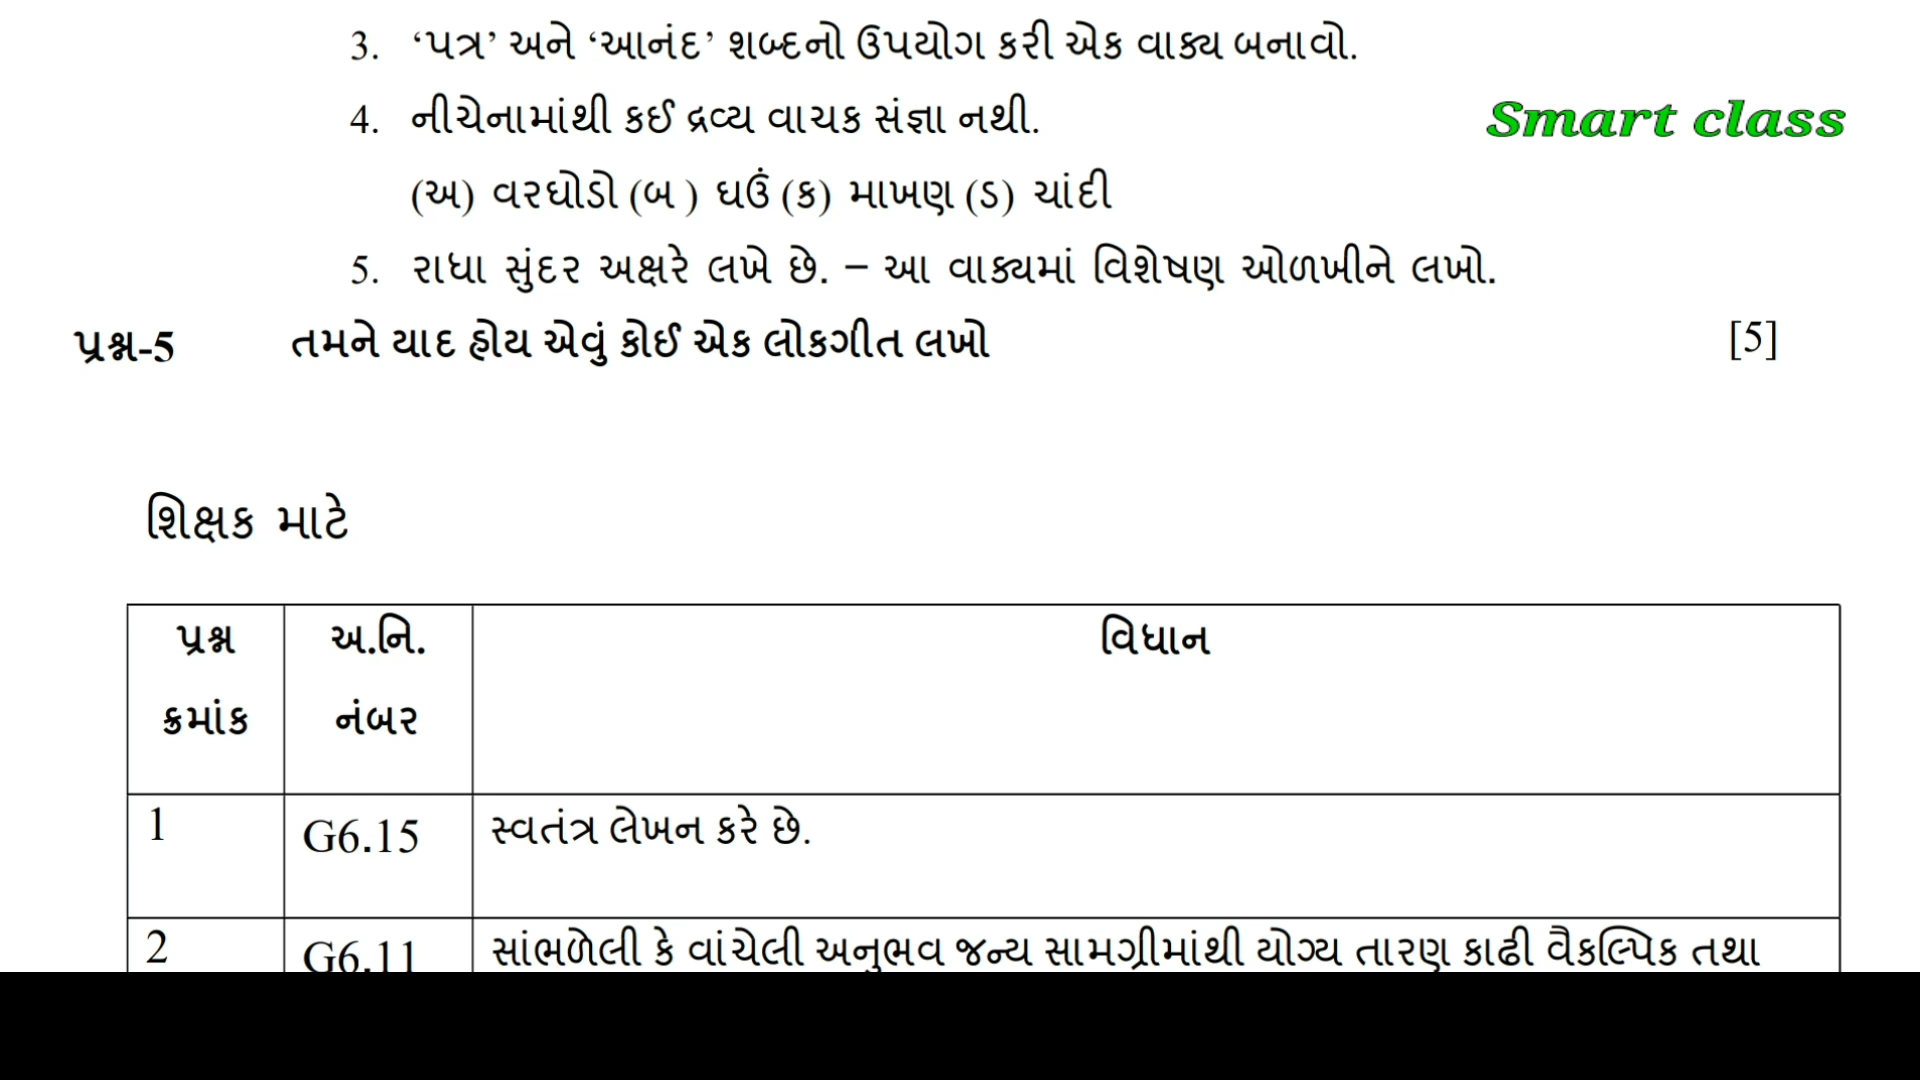 3. ‘પત્ર’ અને ‘આનંદ’ શબ્દનો ઉપયોગ કરી એક વાક્ય બનાવો.
4. નીચેનામાંથી કઈ દ્રવ્ય વાચક સંજ્ઞા નથી.
Smart class
(અ) વરઘોડો (બ ) ઘઉં (ક) માખણ (ડ) ચાંદી
5. રાધા સુંદર અક્ષરે લખે છે. – આ વાક્યમાં વિશેષણ ઓળખીને લખો.
પ્રશ્ન-5 તમને યાદ હોય એવું કોઈ એક લોકગીત લખો [5]
શિક્ષક માટે
પ્રશ્ન ક્રમાંક અ.નિ. નંબર વિધાન
1 G6.15 સ્વતંત્ર લેખન કરે છે.
2 G6.11 સાંભળેલી કે વાંચેલી અનુભવ જન્ય સામગ્રીમાંથી યોગ્ય તારણ કાઢી વૈકલ્પિક તથા